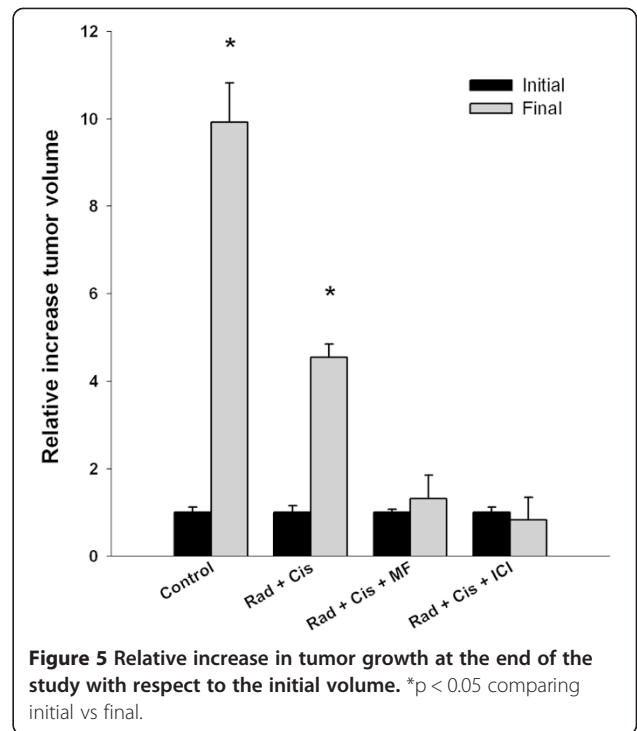 12
10
8
6
4
2
0
Relative increase tumor volume
*
*
Initial
Final
Control
Rad + Cis
Rad + Cis + MF
Rad + Cis + ICI
Figure 5 Relative increase in tumor growth at the end of the
study with respect to the initial volume. *p < 0.05 comparing
initial vs final.